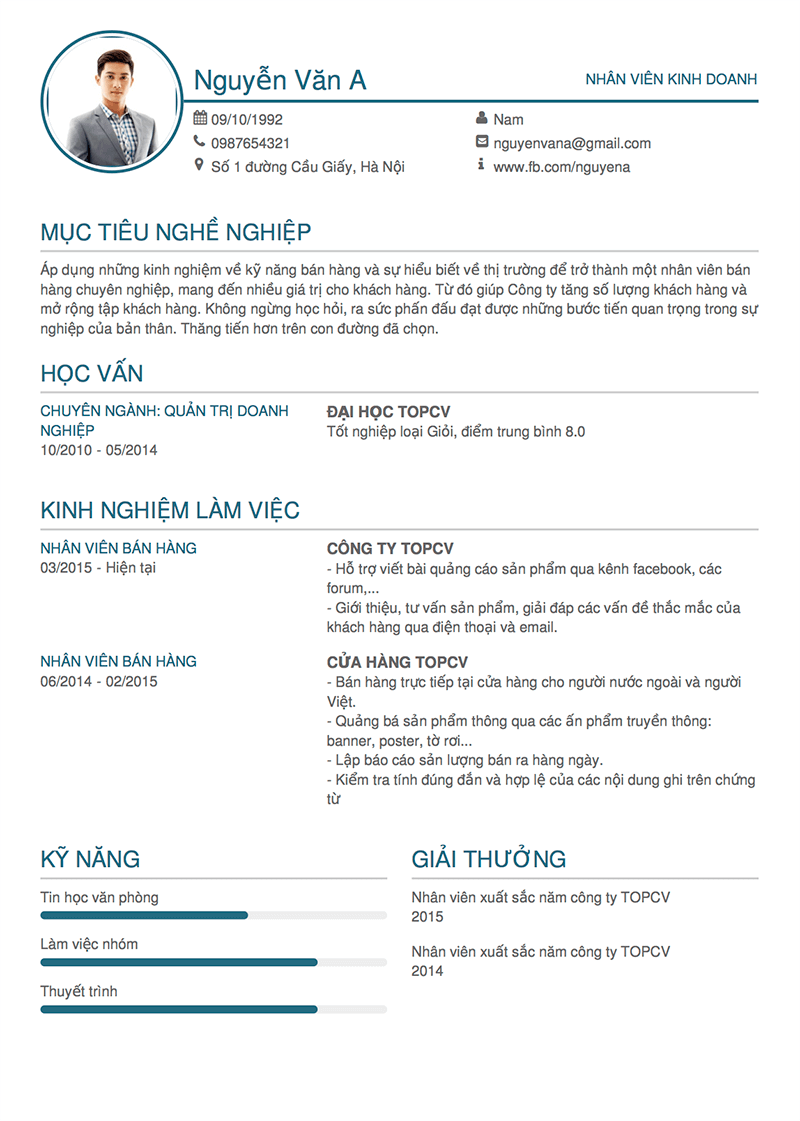 Nguyễn Văn A
NHÂN VIÊN KINH DOANH
09/10/1992
Nam
0987654321
nguyenvana@gmail.com
Số 1 đường Cầu Giấy, Hà Nội
www.fb.com/nguyena
MỤC TIÊU NGHỀ NGHIỆP
Áp dụng những kinh nghiệm về kỹ năng bán hàng và sự hiểu biết về thị trường để trở thành một nhân viên bán
hàng chuyên nghiệp, mang đến nhiều giá trị cho khách hàng. Từ đó giúp Công ty tăng số lượng khách hàng và
mở rộng tập khách hàng. Không ngừng học hỏi, ra sức phấn đấu đạt được những bước tiến quan trọng trong sự
nghiệp của bản thân. Thăng tiến hơn trên con đường đã chọn.
HỌC VẤN
CHUYÊN NGÀNH: QUẢN TRỊ DOANH
NGHIỆP
10/2010 - 05/2014
ĐẠI HỌC TOPCV
Tốt nghiệp loại Giỏi, điểm trung bình 8.0
KINH NGHIỆM LÀM VIỆC
NHÂN VIÊN BÁN HÀNG
03/2015 - Hiện tại
CÔNG TY TOPCV
- Hỗ trợ viết bài quảng cáo sản phẩm qua kênh facebook, các
forum,...
- Giới thiệu, tư vấn sản phẩm, giải đáp các vấn đề thắc mắc của
khách hàng qua điện thoại và email.
NHÂN VIÊN BÁN HÀNG
06/2014 - 02/2015
CỬA HÀNG TOPCV
- Bán hàng trực tiếp tại cửa hàng cho người nước ngoài và người
Việt.
- Quảng bá sản phẩm thông qua các ấn phẩm truyền thông:
banner, poster, tờ rơi...
- Lập báo cáo sản lượng bán ra hàng ngày.
- Kiểm tra tính đúng đắn và hợp lệ của các nội dung ghi trên chứng
từ
KỸ NĂNG
Tin học văn phòng
Làm việc nhóm
Thuyết trình
GIẢI THƯỞNG
Nhân viên xuất sắc năm công ty TOPCV
2015
Nhân viên xuất sắc năm công ty TOPCV
2014